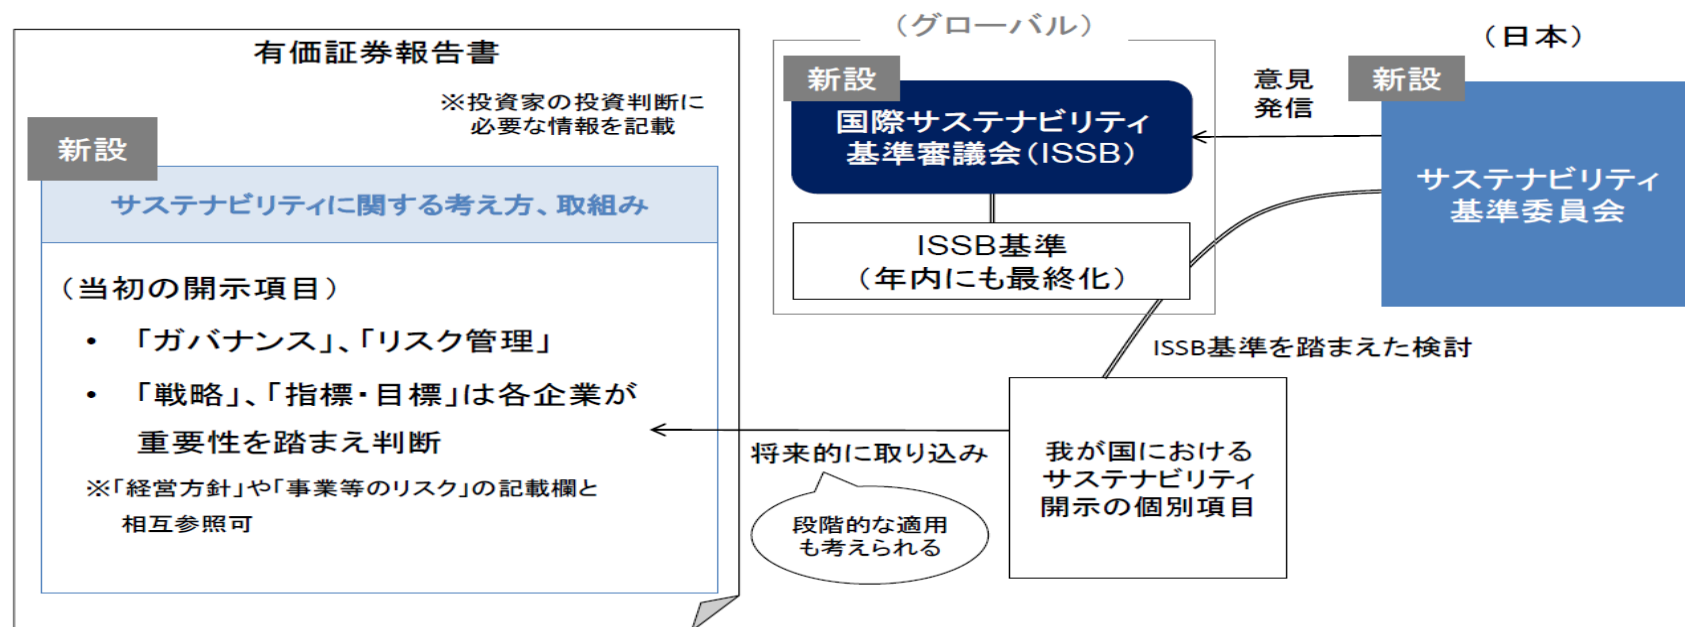 有価証券報告書
※投資家の投資判断に
必要な情報を記載
新設
サステナビリティに関する考え方、取組み
（当初の開示項目）
・ 「ガバナンス」、「リスク管理」
・ 「戦略」、「指標・目標」は各企業が
重要性を踏まえ判断
※「経営方針」や「事業等のリスク」の記載欄と
相互参照可
（グローバル）
新設
国際サステナビリティ
基準審議会（ISSB）
ISSB基準
（年内にも最終化）
意見
発信
（日本）
新設
サステナビリティ
基準委員会
ISSB基準を踏まえた検討
我が国における
サステナビリティ
開示の個別項目
将来的に取り込み
段階的な適用
も考えられる